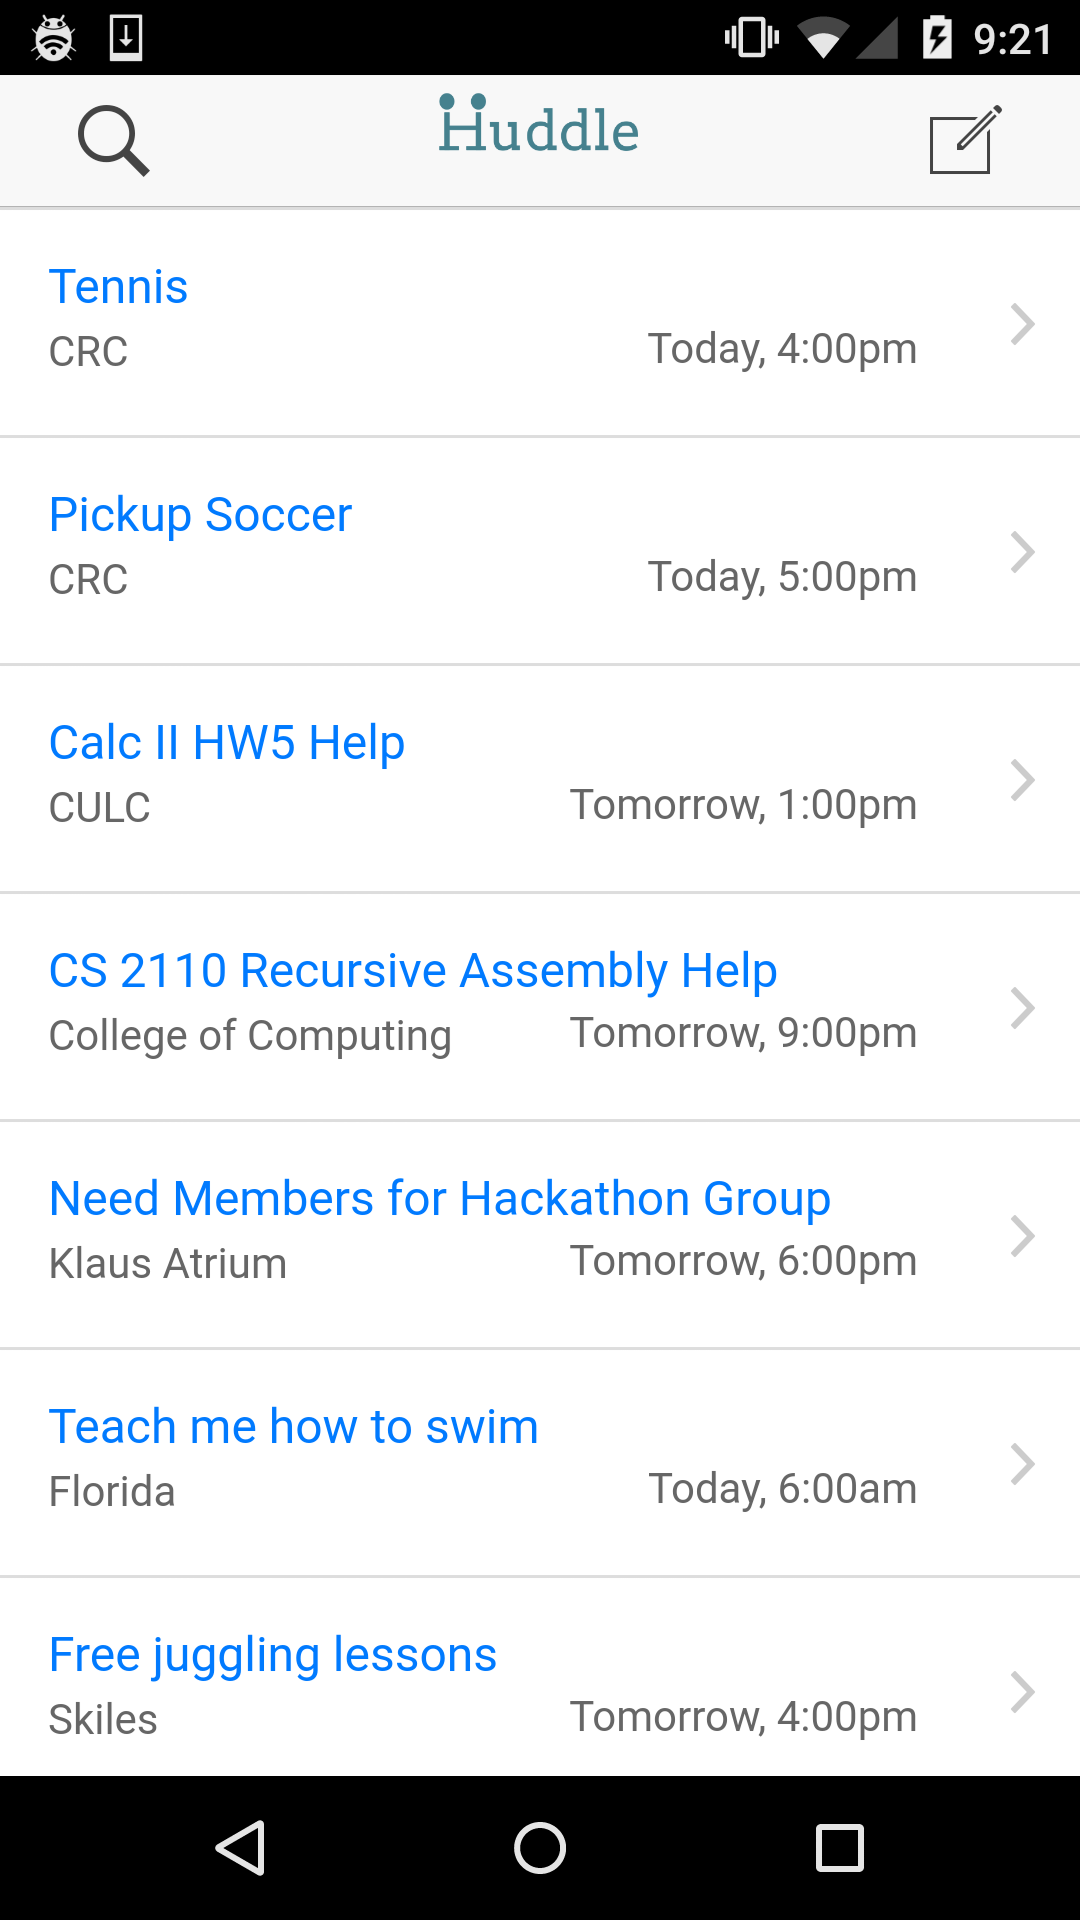 9:21
Huddle
Tennis
CRC
Today, 4:00pm
Pickup Soccer
CRC
Today, 5:00pm
Calc II HW5 Help
CULC
Tomorrow, 1:00pm
CS 2110 Recursive Assembly Help
College of Computing
Tomorrow, 9:00pm
Need Members for Hackathon Group
Klaus Atrium
Tomorrow, 6:00pm
Teach me how to swim
Florida
Today, 6:00am
Free juggling lessons
Skiles
Tomorrow, 4:00pm